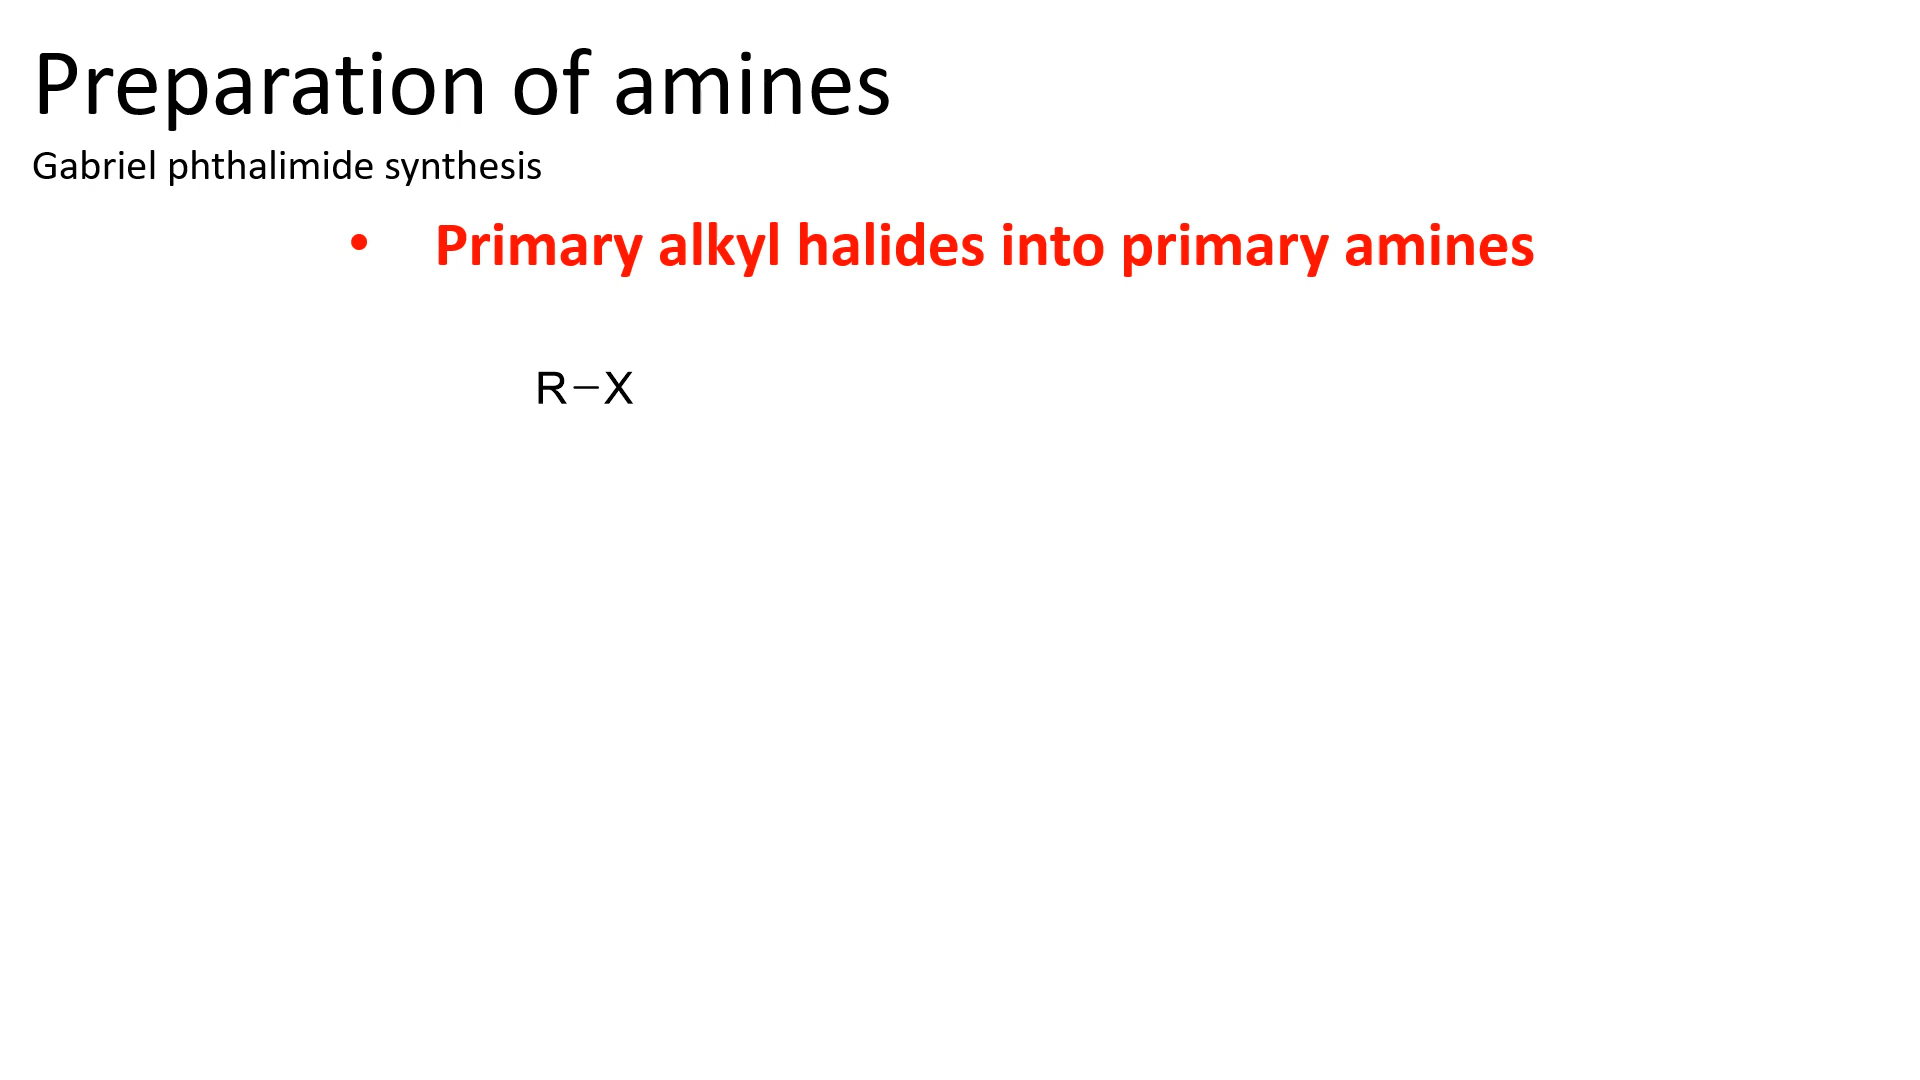 Preparation of amines
Gabriel phthalimide synthesis
• Primary alkyl halides into primary amines
R–X